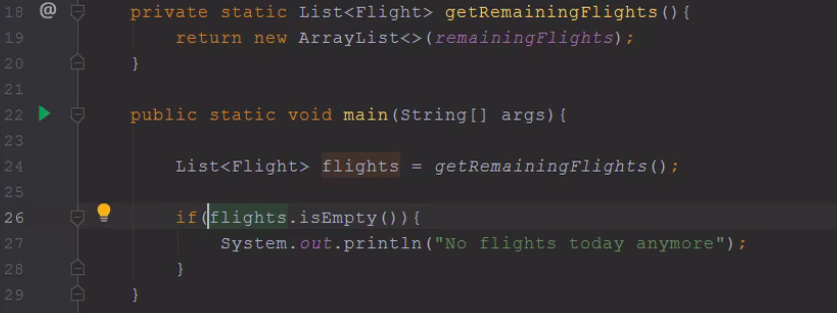 18 @ private static List<Flight> getRemainingFlights(){
19 return new ArrayList<>(remainingFlights);
20 }
21
22 public static void main(String[] args){
23
24 List<Flight> flights = getRemainingFlights();
25
26 if(flights.isEmpty()){
27 System.out.println("No flights today anymore");
28 }
29 }